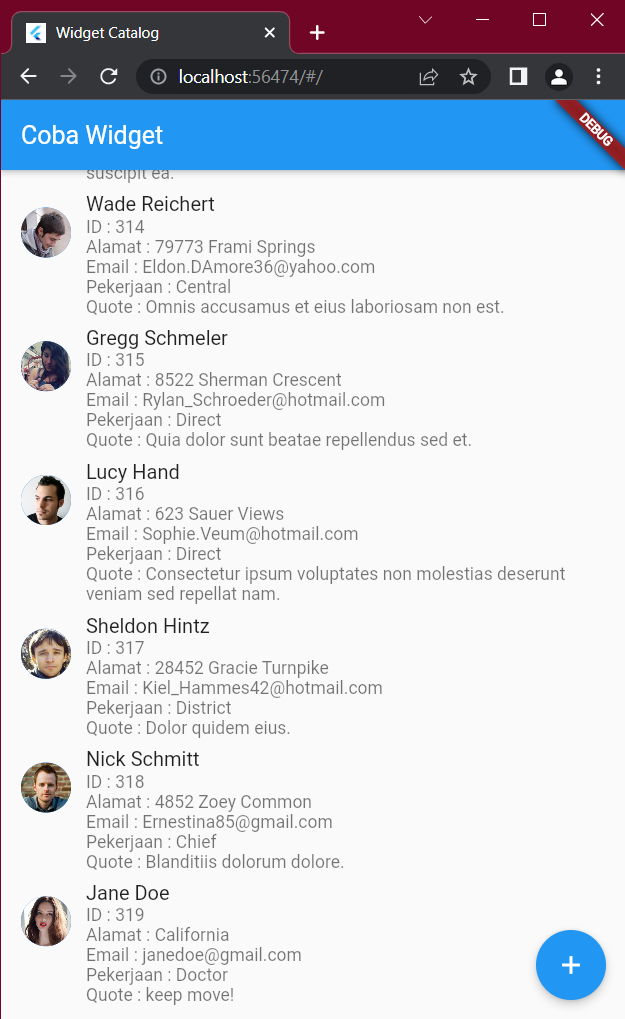 Widget Catalog
localhost:56474/#/
Coba Widget
DEBUG
suscipit ea.
Wade Reichert
ID : 314
Alamat : 79773 Frami Springs
Email : Eldon.DAmore36@yahoo.com
Pekerjaan : Central
Quote : Omnis accusamus et eius laboriosam non est.
Gregg Schmeler
ID : 315
Alamat : 8522 Sherman Crescent
Email : Rylan_Schroeder@hotmail.com
Pekerjaan : Direct
Quote : Quia dolor sunt beatae repellendus sed et.
Lucy Hand
ID : 316
Alamat : 623 Sauer Views
Email : Sophie.Veum@hotmail.com
Pekerjaan : Direct
Quote : Consectetur ipsum voluptates non molestias deserunt
veniam sed repellat nam.
Sheldon Hintz
ID : 317
Alamat : 28452 Gracie Turnpike
Email : Kiel_Hammes42@hotmail.com
Pekerjaan : District
Quote : Dolor quidem eius.
Nick Schmitt
ID : 318
Alamat : 4852 Zoey Common
Email : Ernestina85@gmail.com
Pekerjaan : Chief
Quote : Blanditiis dolorum dolore.
Jane Doe
ID : 319
Alamat : California
Email : janedoe@gmail.com
Pekerjaan : Doctor
Quote : keep move!